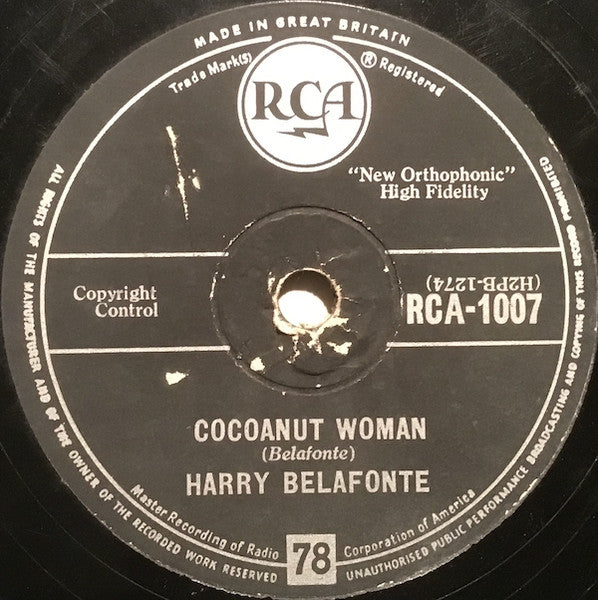 MADE IN GREAT BRITAIN
Trade Mark(s)
® Registered
RCA
"New Orthophonic"
High Fidelity
Copyright
Control
(H2PB-1274)
RCA-1007
COCOANUT WOMAN
(Belafonte)
HARRY BELAFONTE
Master Recording of Radio Corporation of America
78
ALL RIGHTS OF THE MANUFACTURER AND OF THE OWNER OF THE RECORDED WORK RESERVED
UNAUTHORISED PUBLIC PERFORMANCE BROADCASTING AND COPYING OF THIS RECORD PROHIBITED